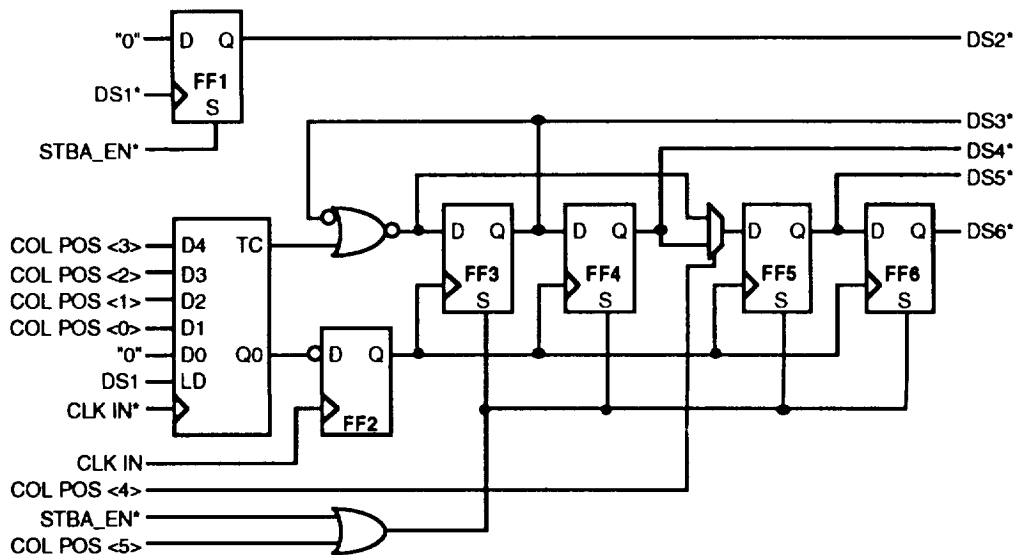 "0" D Q DS2*
DS1* FF1
S
STBA_EN*
DS3*
DS4*
DS5*
COL POS <3> D4 TC D Q D Q D Q D Q DS6*
COL POS <2> D3
COL POS <1> D2 FF3 FF4 FF5 FF6
COL POS <0> D1 S S S S
"0" D0 Q0 D Q
DS1 LD
CLK IN* FF2
CLK IN
COL POS <4>
STBA_EN*
COL POS <5>